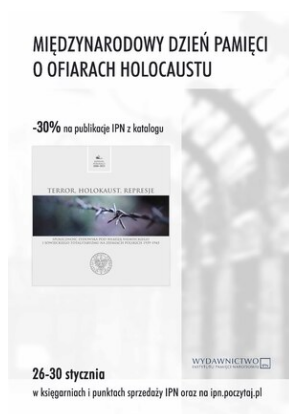 MIĘDZYNARODOWY DZIEŃ PAMIĘCI
O OFIARACH HOLOCAUSTU
-30% na publikacje IPN z katalogu
TERROR, HOLOKAUST, REPRESJE
26-30 stycznia
WYDAWNICTWO
w księgarniach i punktach sprzedaży IPN oraz na ipn.poczytaj.pl